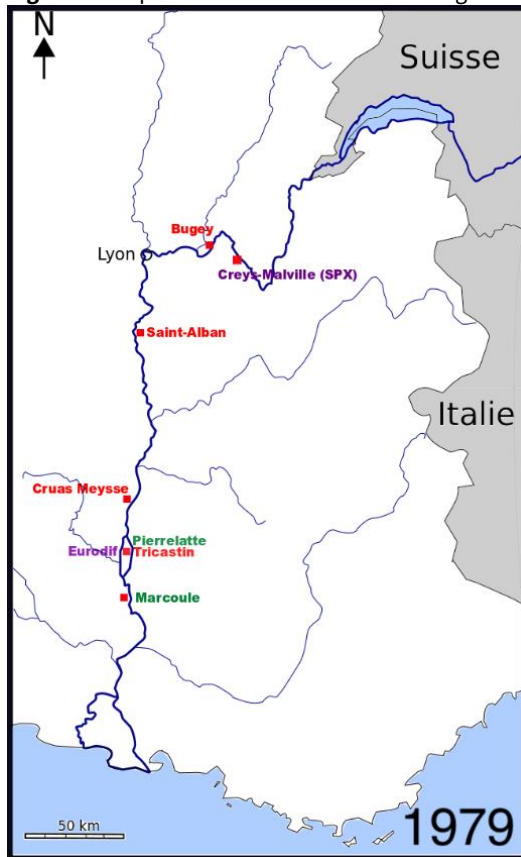 N
Suisse
Bugey
Lyon
Creys-Malville (SPX)
Saint-Alban
Italie
Cruas Meysse
Pierrelatte
Eurodif Tricastin
Marcoule
50 km
1979